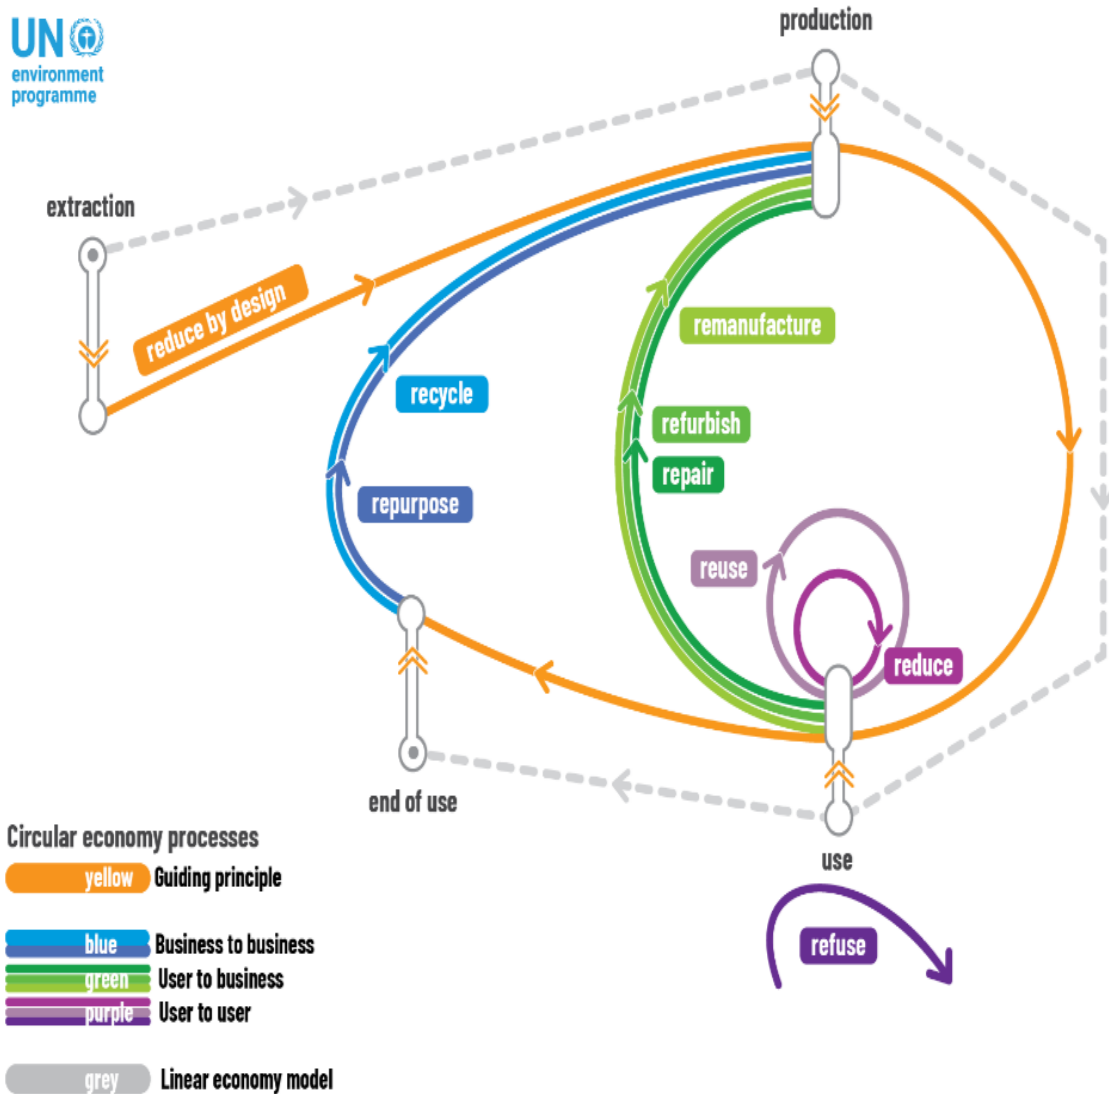 UN
environment
programme
production
extraction
reduce by design
remanufacture
recycle
refurbish
repair
repurpose
reuse
reduce
end of use
use
refuse
Circular economy processes
yellow Guiding principle
blue Business to business
green User to business
purple User to user
grey Linear economy model